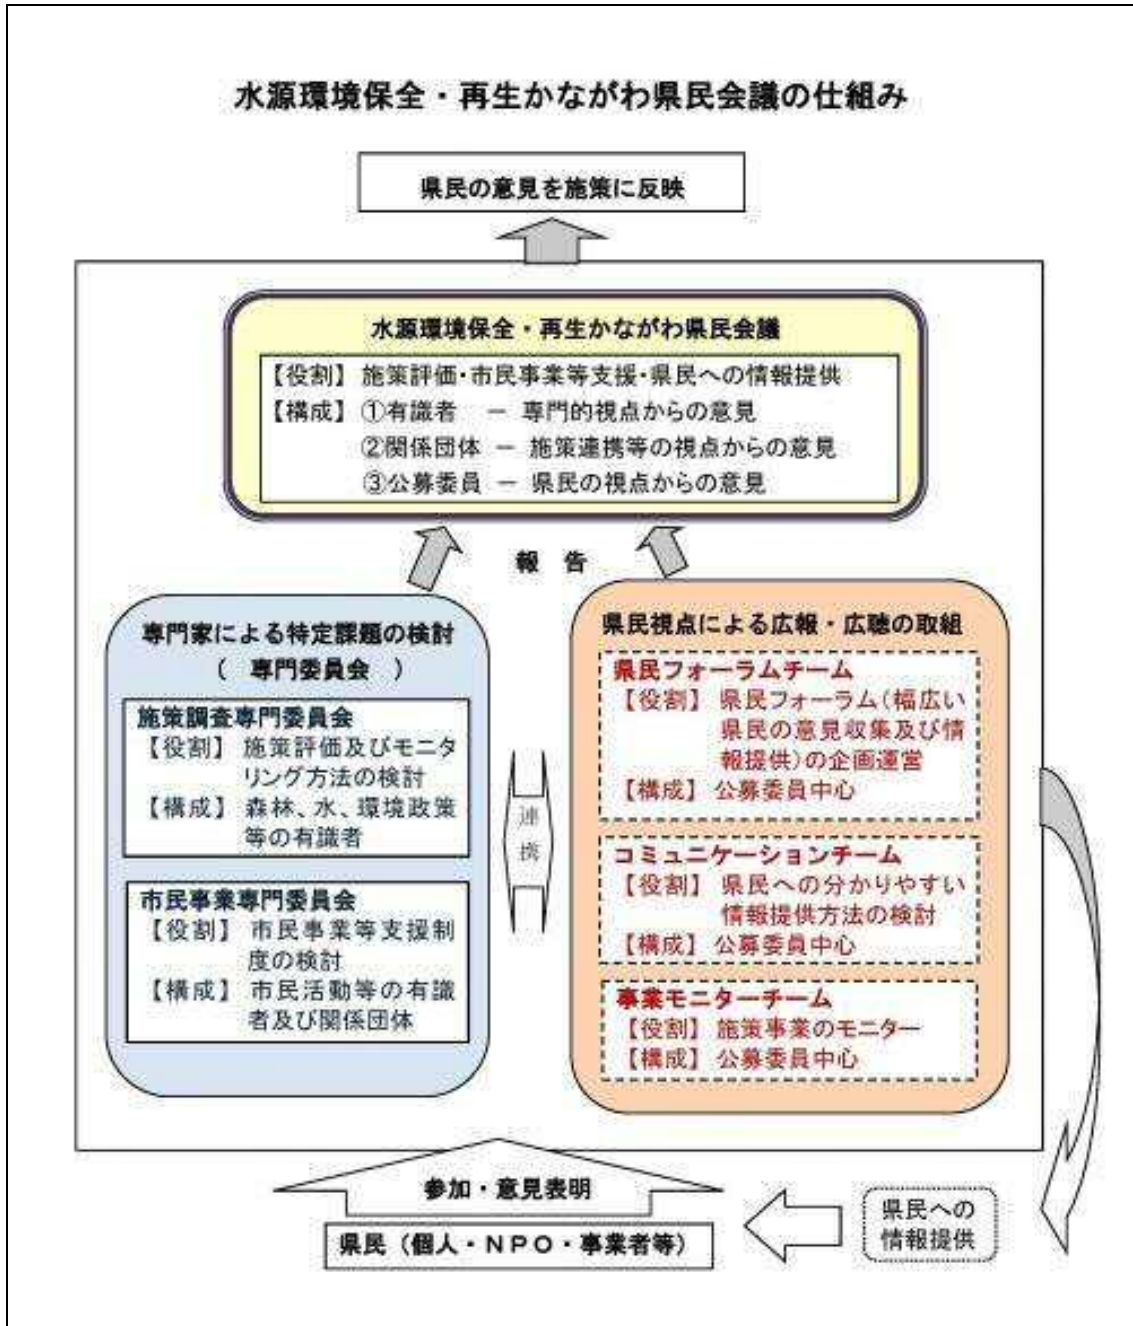 水源環境保全・再生かながわ県民会議の仕組み
県民の意見を施策に反映
水源環境保全・再生かながわ県民会議
【役割】 施策評価・市民事業等支援・県民への情報提供
【構成】 ①有識者 － 専門的視点からの意見
②関係団体 － 施策連携等の視点からの意見
③公募委員 － 県民の視点からの意見
報 告
専門家による特定課題の検討
（ 専門委員会 ）
施策調査専門委員会
【役割】 施策評価及びモニタ
リング方法の検討
【構成】 森林、水、環境政策
等の有識者
市民事業専門委員会
【役割】 市民事業等支援制
度の検討
【構成】 市民活動等の有識
者及び関係団体
連
携
県民視点による広報・広聴の取組
県民フォーラムチーム
【役割】 県民フォーラム（幅広い
県民の意見収集及び情
報提供）の企画運営
【構成】 公募委員中心
コミュニケーションチーム
【役割】 県民への分かりやすい
情報提供方法の検討
【構成】 公募委員中心
事業モニターチーム
【役割】 施策事業のモニター
【構成】 公募委員中心
参加・意見表明
県民（個人・ＮＰＯ・事業者等）
県民への
情報提供